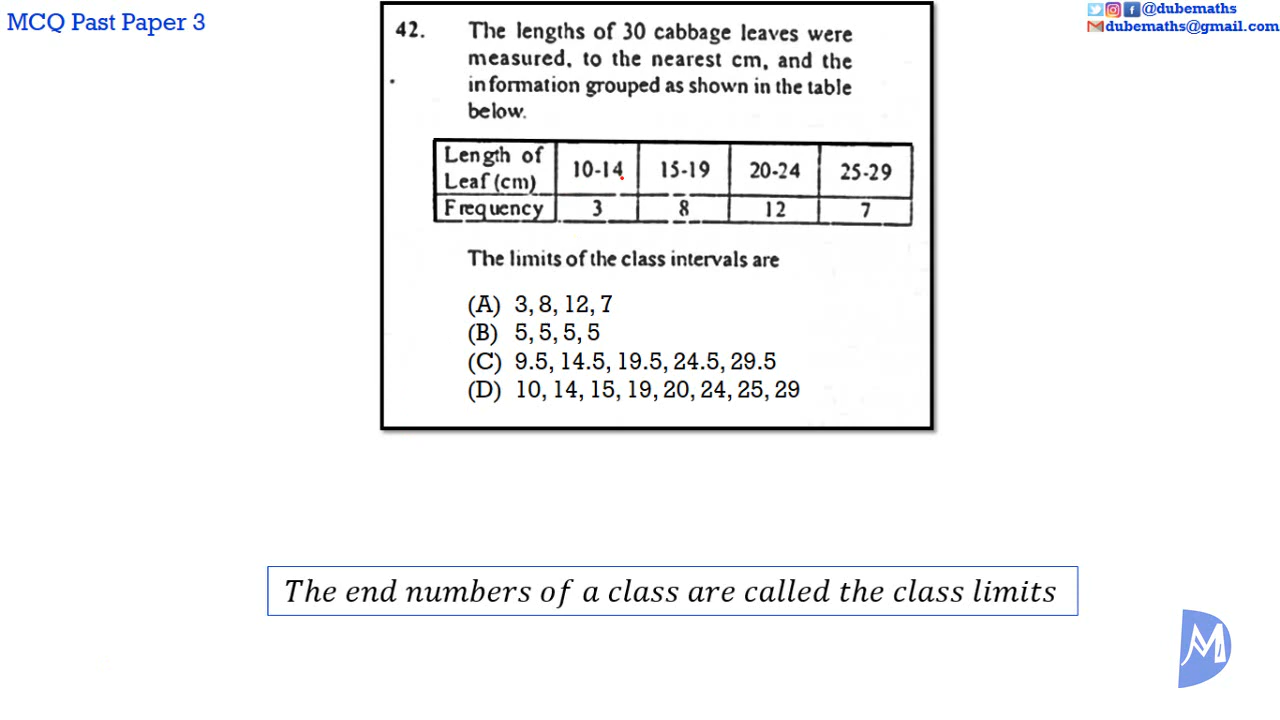 MCQ Past Paper 3
@dubemaths
dubemaths@gmail.com
42. The lengths of 30 cabbage leaves were
measured, to the nearest cm, and the
information grouped as shown in the table
below.
Length of Leaf (cm) 10-14 15-19 20-24 25-29
Frequency 3 8 12 7
The limits of the class intervals are
(A) 3, 8, 12, 7
(B) 5, 5, 5, 5
(C) 9.5, 14.5, 19.5, 24.5, 29.5
(D) 10, 14, 15, 19, 20, 24, 25, 29
The end numbers of a class are called the class limits